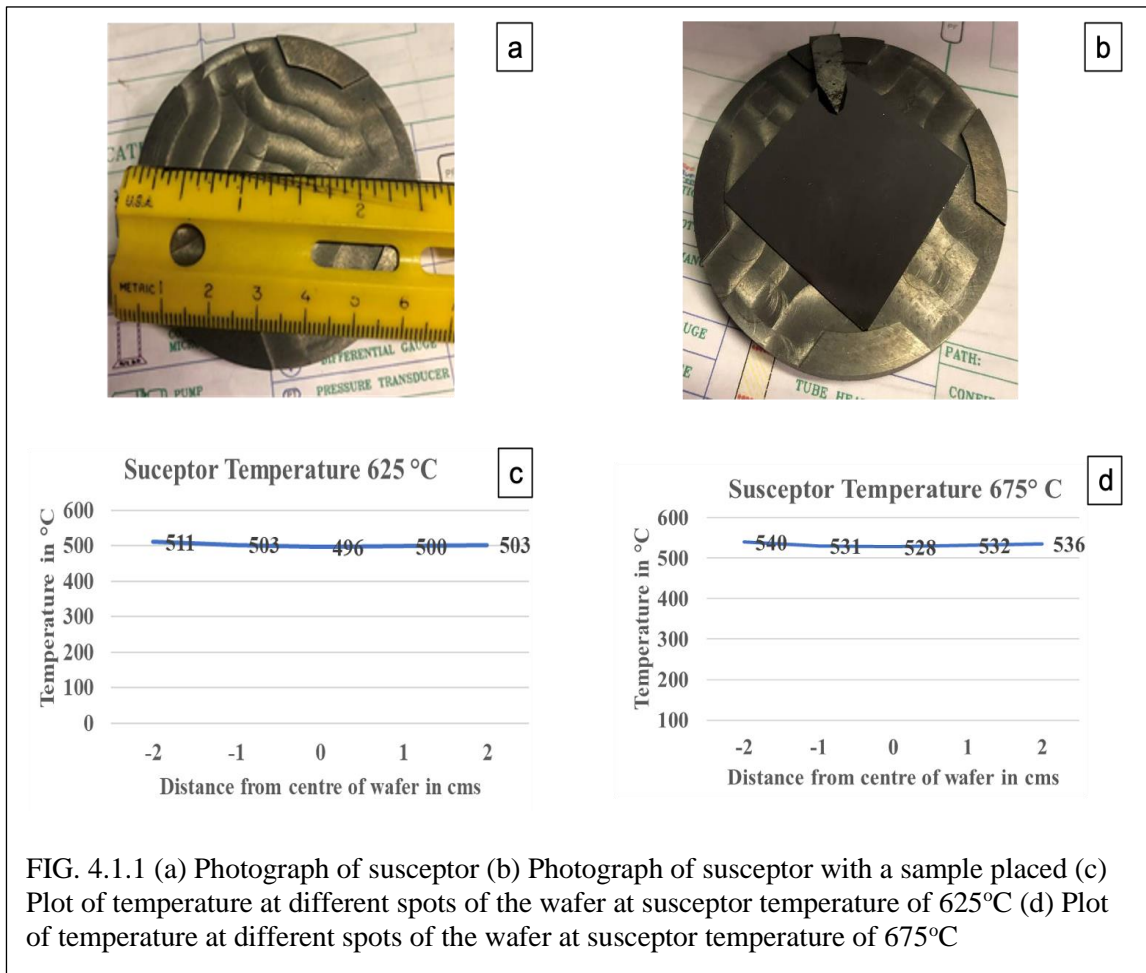 a
CAT
U.S.A
1
2
METRIC 1 2 3 4 5 6
MIC
DIFFERENTIAL GAUGE
PUMP
PRESSURE TRANSDUCER
b
UGE
PATH:
TUBE HEA
CONFI
Suceptor Temperature 625 °C
c
Temperature in °C
600
500
400
300
200
100
0
511 503 496 500 503
-2 -1 0 1 2
Distance from centre of wafer in cms
Susceptor Temperature 675° C
d
Temperature in °C
600
500
400
300
200
100
540 531 528 532 536
-2 -1 0 1 2
Distance from centre of wafer in cms
FIG. 4.1.1 (a) Photograph of susceptor (b) Photograph of susceptor with a sample placed (c)
Plot of temperature at different spots of the wafer at susceptor temperature of 625°C (d) Plot
of temperature at different spots of the wafer at susceptor temperature of 675°C